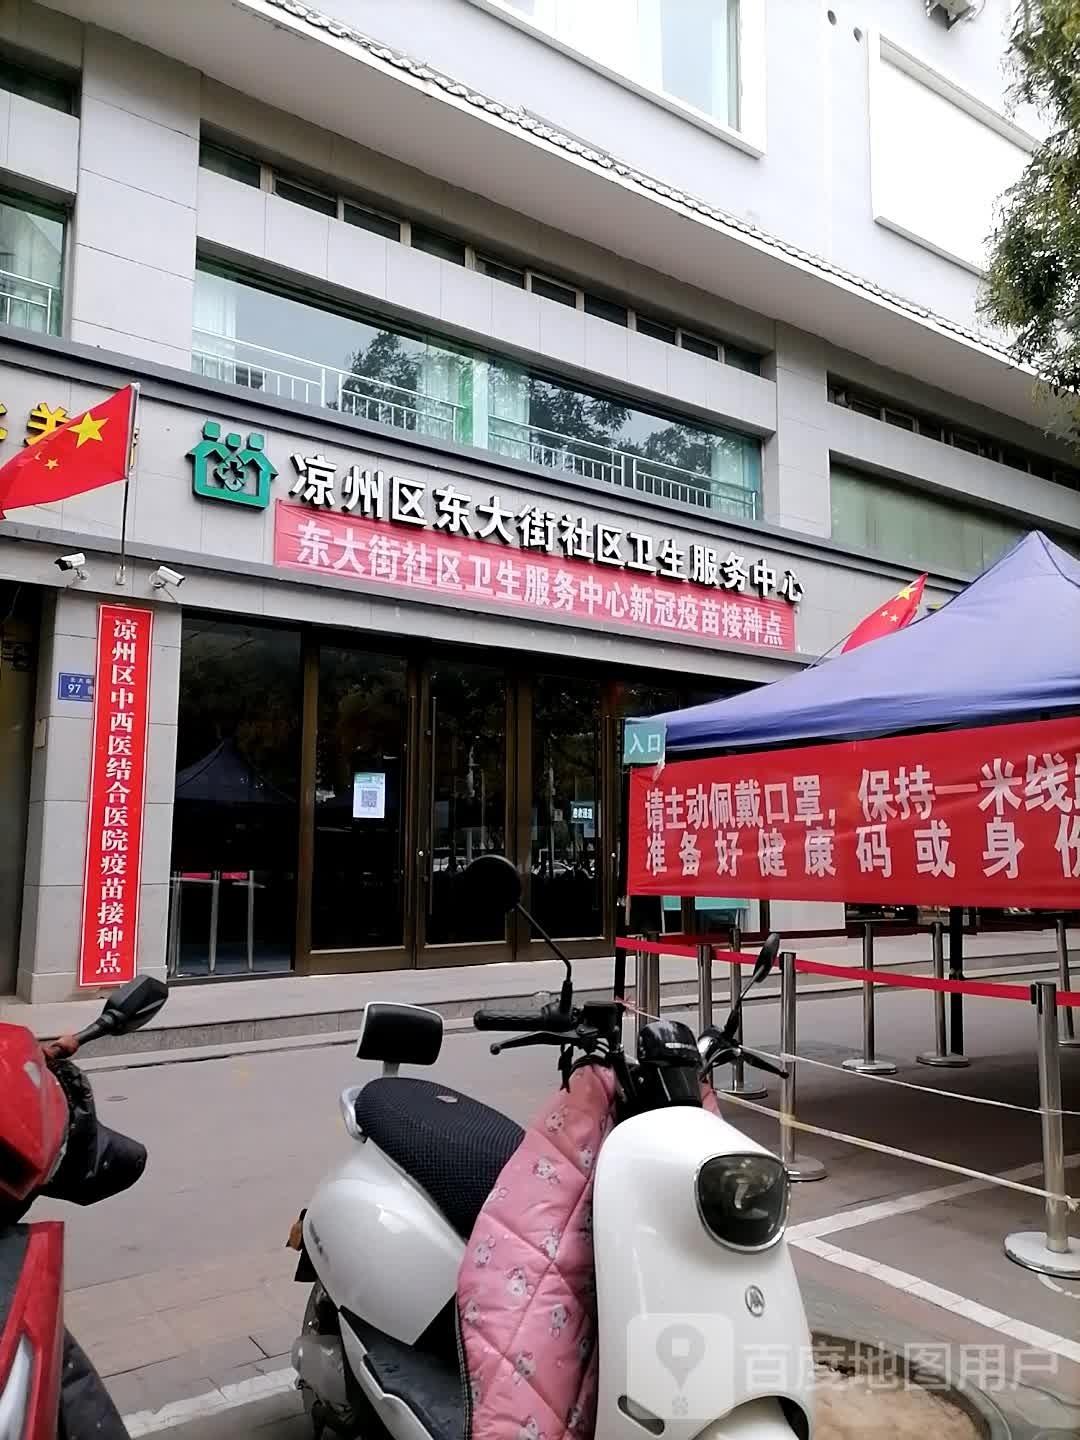 凉州区东大街社区卫生服务中心
东大街社区卫生服务中心新冠疫苗接种点
凉州区中西医结合医院疫苗接种点
97
入口
请主动佩戴口罩，保持一米线
准备好健康码或身份
百度地图用户